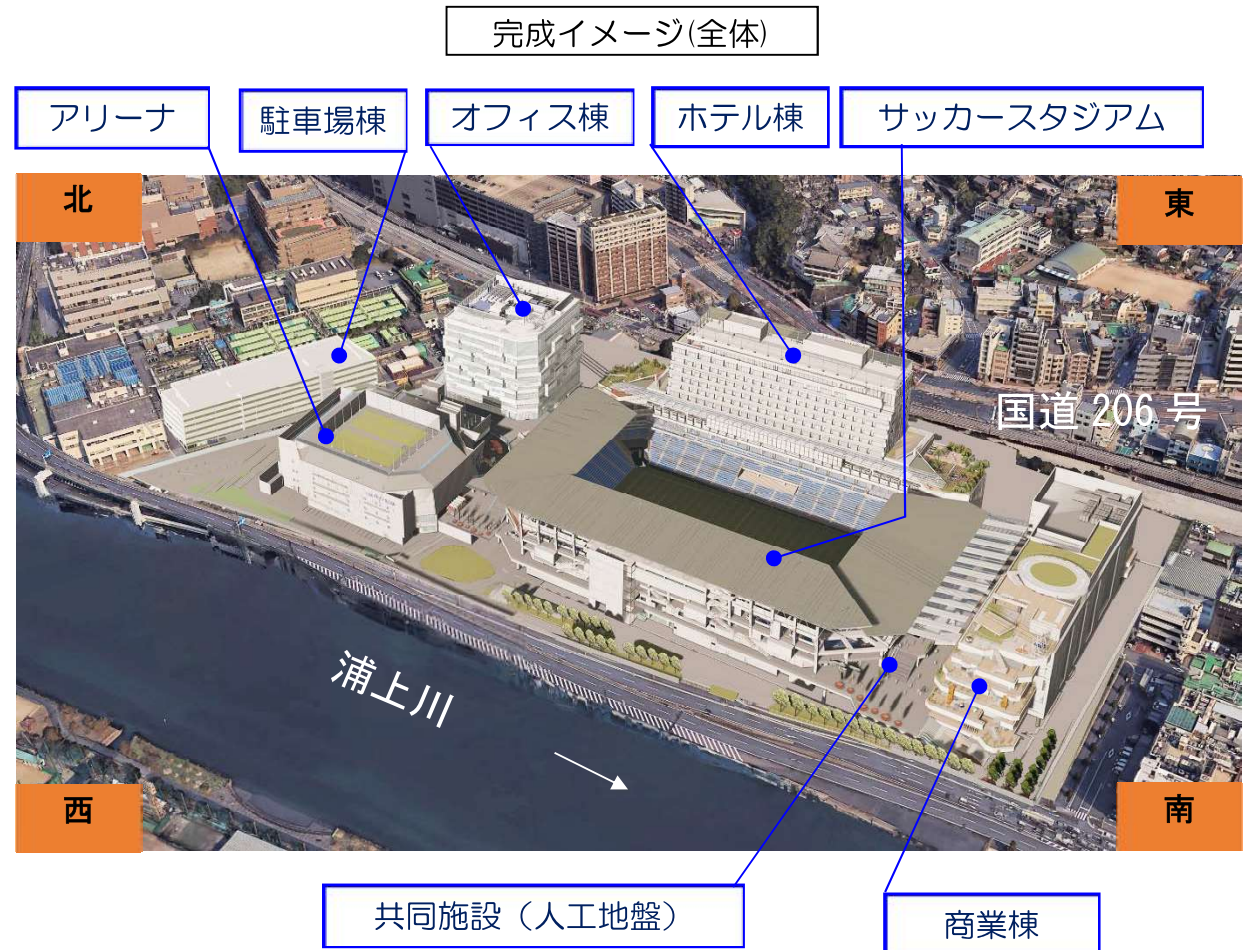 完成イメージ(全体)
アリーナ
駐車場棟
オフィス棟
ホテル棟
サッカースタジアム
北
東
国道 206 号
浦上川
西
南
共同施設（人工地盤）
商業棟